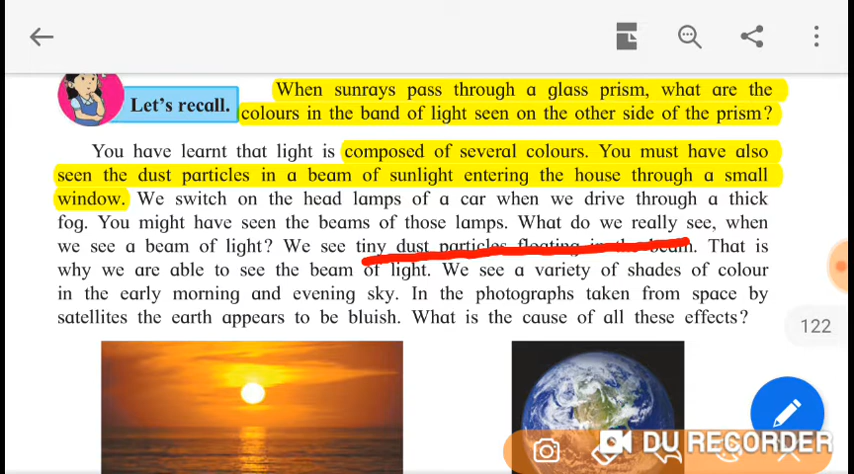 When sunrays pass through a glass prism, what are the
Let's recall.
colours in the band of light seen on the other side of the prism?
You have learnt that light is composed of several colours. You must have also
seen the dust particles in a beam of sunlight entering the house through a small
window. We switch on the head lamps of a car when we drive through a thick
fog. You might have seen the beams of those lamps. What do we really see, when
we see a beam of light? We see tiny dust particles floating in the beam. That is
why we are able to see the beam of light. We see a variety of shades of colour
in the early morning and evening sky. In the photographs taken from space by
satellites the earth appears to be bluish. What is the cause of all these effects?
122
DU RECORDER